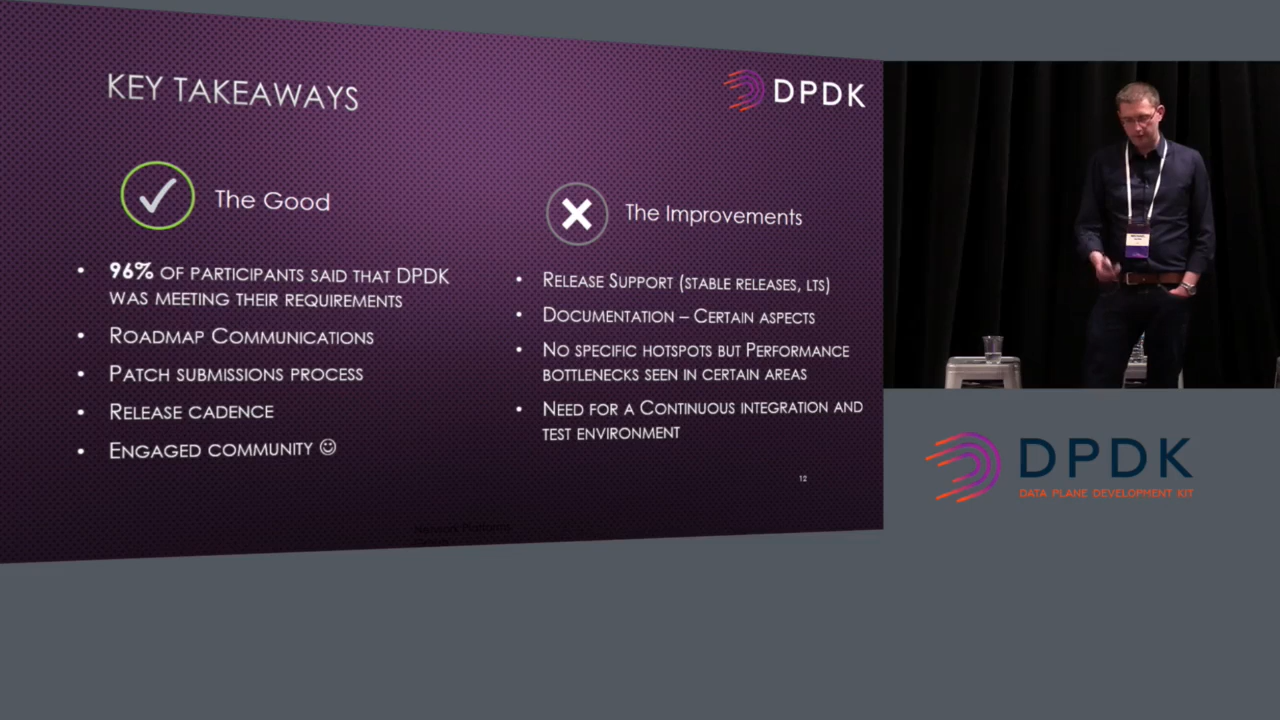 KEY TAKEAWAYS
DPDK
The Good
96% OF PARTICIPANTS SAID THAT DPDK
WAS MEETING THEIR REQUIREMENTS
ROADMAP COMMUNICATIONS
PATCH SUBMISSIONS PROCESS
RELEASE CADENCE
ENGAGED COMMUNITY ☺
The Improvements
RELEASE SUPPORT (STABLE RELEASES, LTS)
DOCUMENTATION – CERTAIN ASPECTS
NO SPECIFIC HOTSPOTS BUT PERFORMANCE
BOTTLENECKS SEEN IN CERTAIN AREAS
NEED FOR A CONTINUOUS INTEGRATION AND
TEST ENVIRONMENT
12
DPDK
DATA PLANE DEVELOPMENT KIT